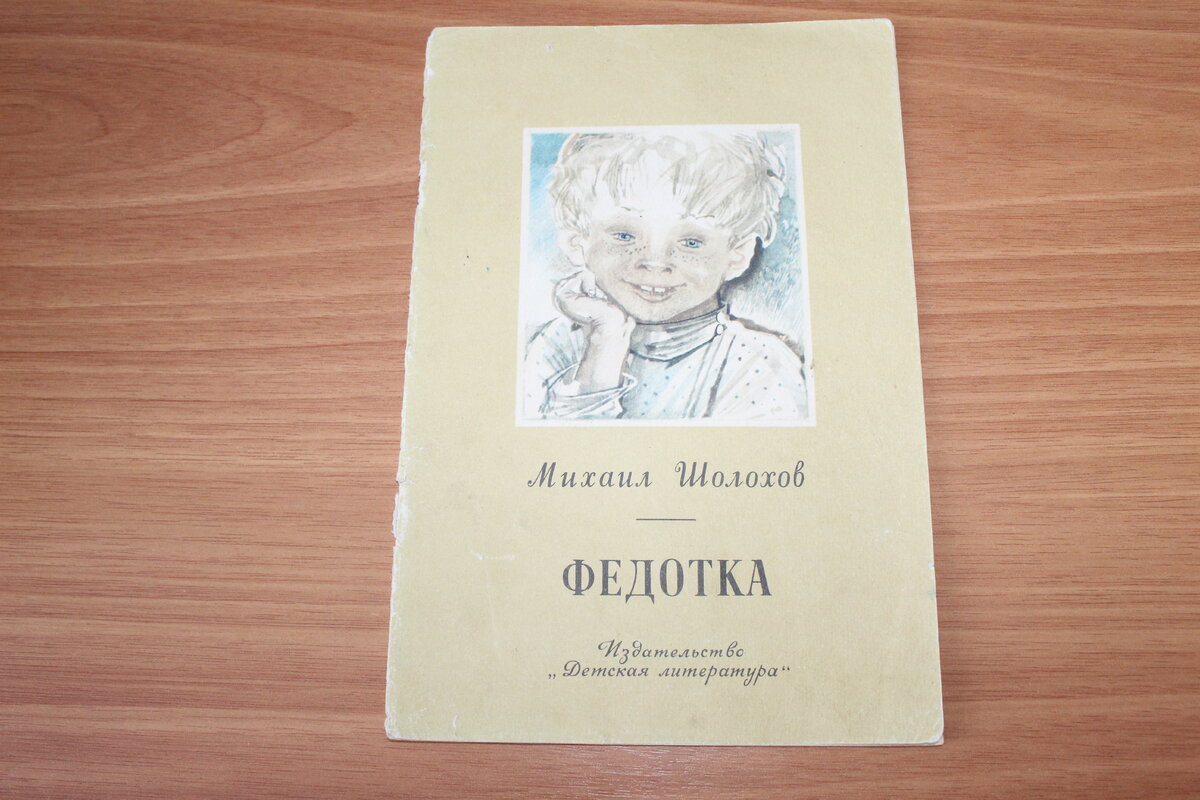 Михаил Шолохов
ФЕДОТКА
Издательство
„Детская литература“